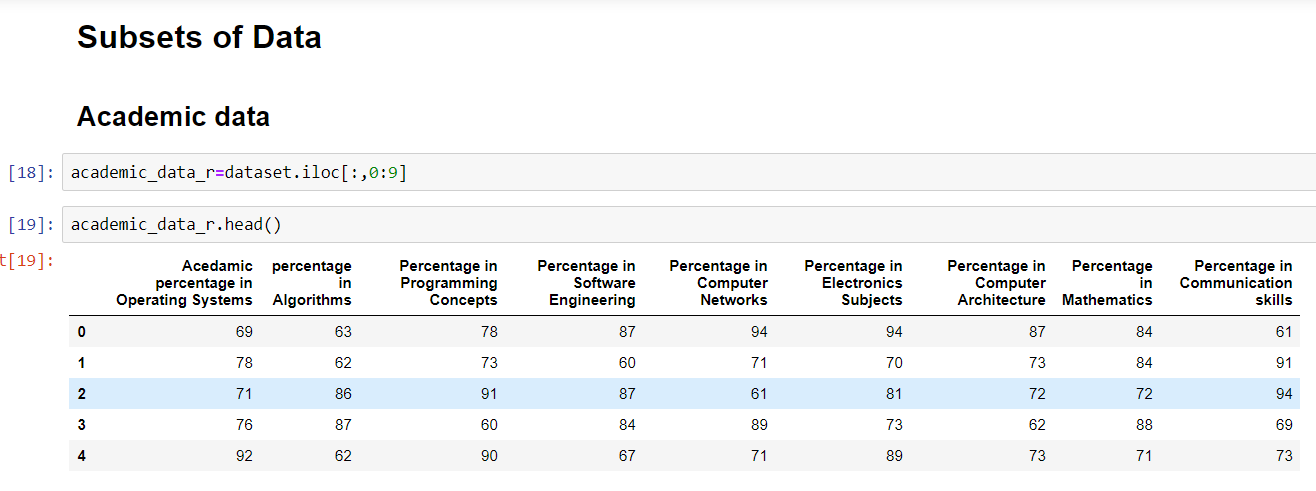 Subsets of Data
Academic data
[18]: academic_data_r=dataset.iloc[:,0:9]
[19]: academic_data_r.head()
t[19]:
Acedamic percentage in Operating Systems percentage in Algorithms Percentage in Programming Concepts Percentage in Software Engineering Percentage in Computer Networks Percentage in Electronics Subjects Percentage in Computer Architecture Percentage in Mathematics Percentage in Communication skills
0 69 63 78 87 94 94 87 84 61
1 78 62 73 60 71 70 73 84 91
2 71 86 91 87 61 81 72 72 94
3 76 87 60 84 89 73 62 88 69
4 92 62 90 67 71 89 73 71 73